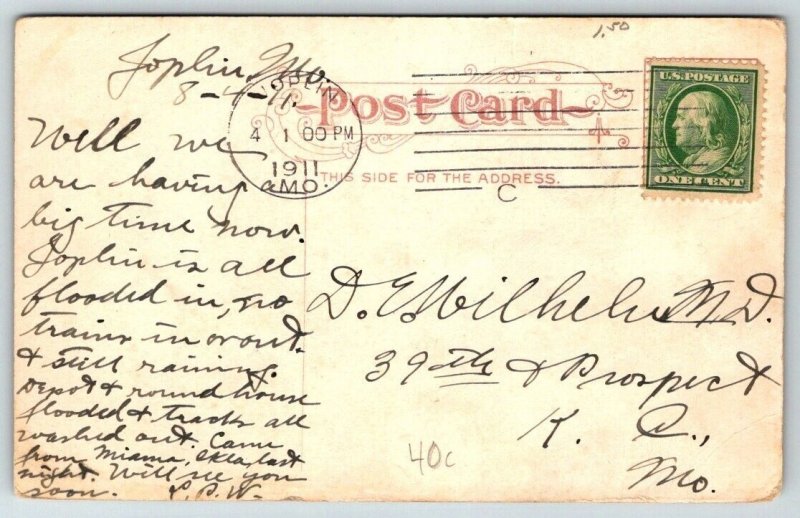 1.50
Joplin, Mo.
8-4-11.
JOPLIN
4 1 00 PM
1911
MO.
Post Card
THIS SIDE FOR THE ADDRESS.
C
U.S. POSTAGE
ONE CENT
Well we
are having a
big time now.
Joplin is all
flooded in, no
trains in or out.
& still raining.
Depot & round house
flooded & tracks all
washed out. Came
from Miama, Okla, last
night. Will see you
soon. L. P. W.
D. E. Wilhelm M.D.
39th & Prospect
K. C.,
Mo.
40c